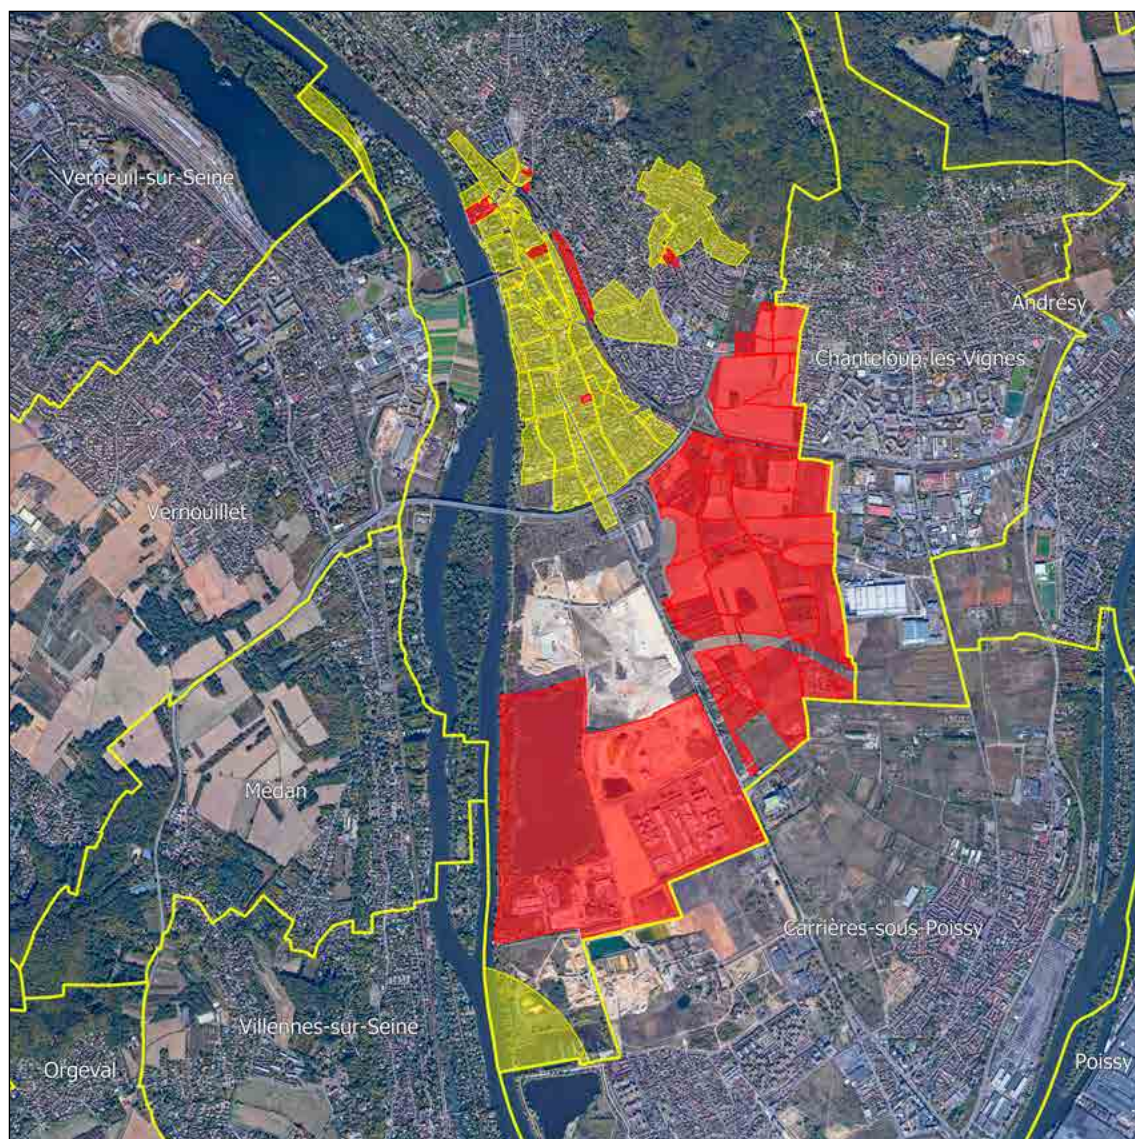 Verneuil-sur-Seine
Andrésy
Chanteloup-les-Vignes
Vernouillet
Médan
Carrières-sous-Poissy
Villennes-sur-Seine
Orgeval
Poissy